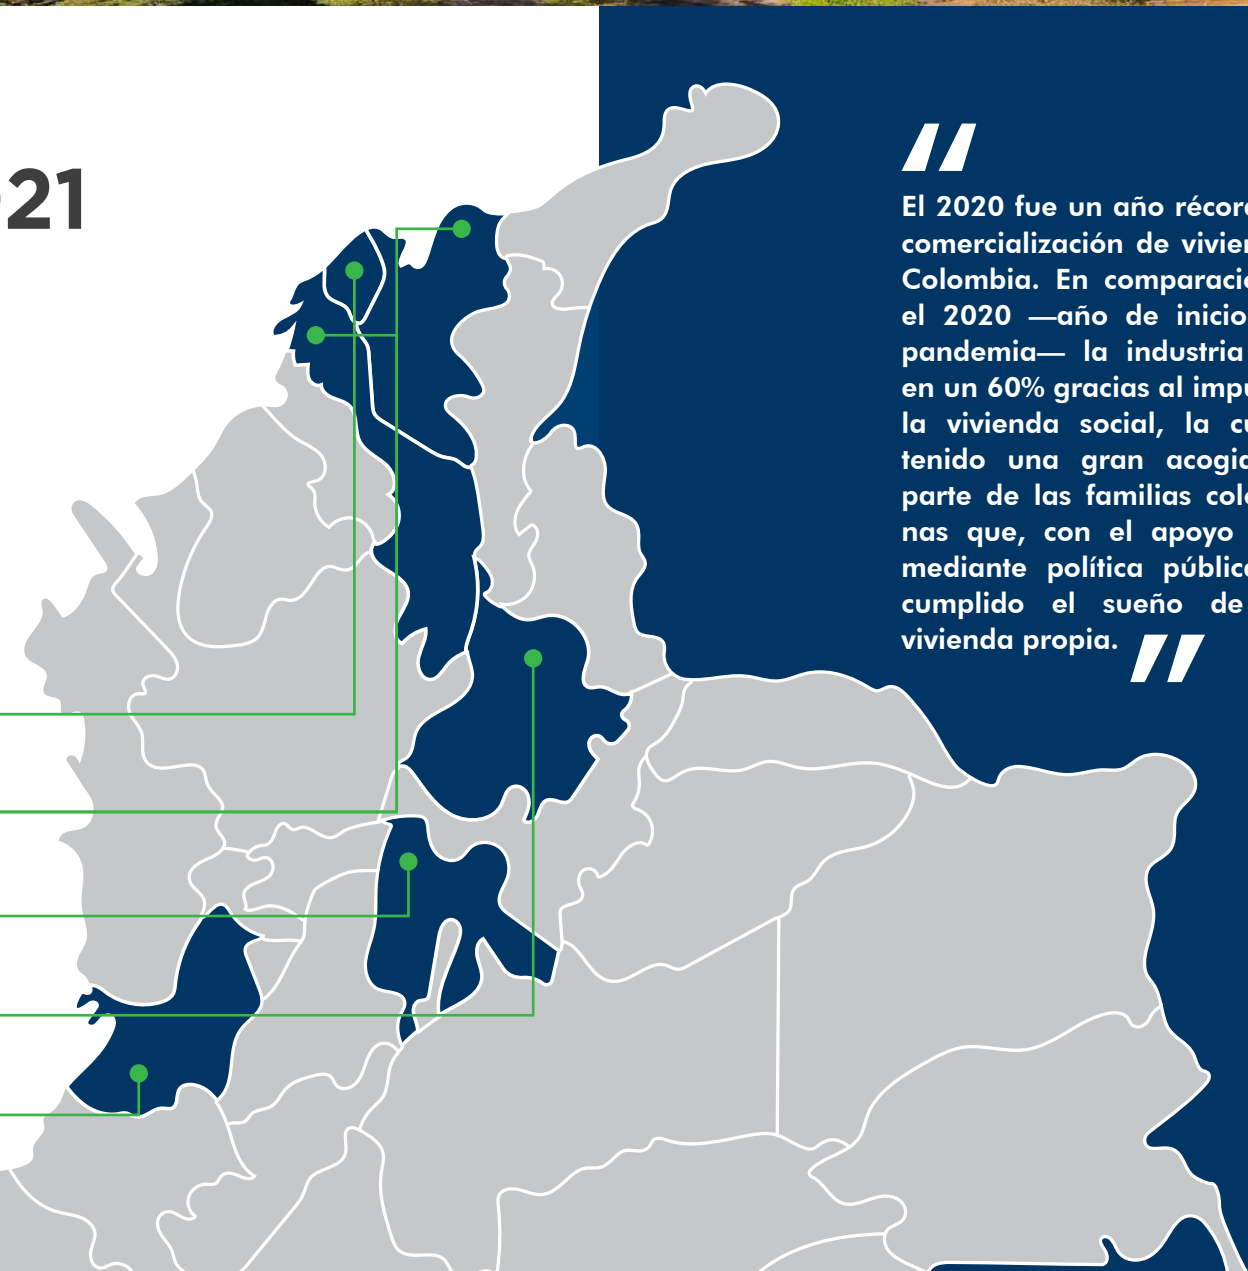 21
“
El 2020 fue un año récor
comercialización de vivie
Colombia. En comparaci
el 2020 —año de inicio
pandemia— la industria
en un 60% gracias al imp
la vivienda social, la c
tenido una gran acogi
parte de las familias col
nas que, con el apoyo
mediante política públic
cumplido el sueño de
vivienda propia. ”